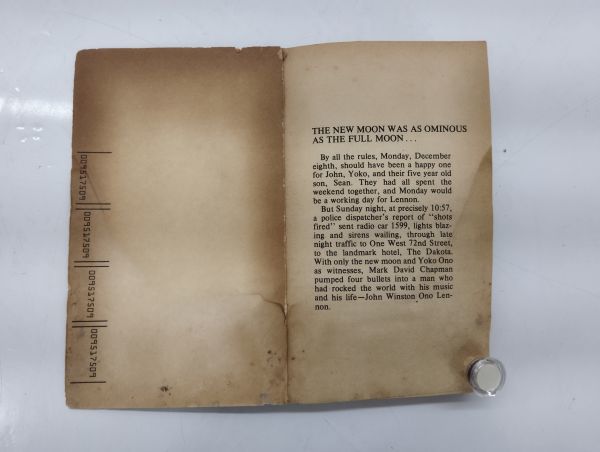 009517509
009517509
009517509
009517509
THE NEW MOON WAS AS OMINOUS
AS THE FULL MOON . . .
By all the rules, Monday, December
eighth, should have been a happy one
for John, Yoko, and their five year old
son, Sean. They had all spent the
weekend together, and Monday would
be a working day for Lennon.
But Sunday night, at precisely 10:57,
a police dispatcher's report of "shots
fired" sent radio car 1599, lights blaz-
ing and sirens wailing, through late
night traffic to One West 72nd Street,
to the landmark hotel, The Dakota.
With only the new moon and Yoko Ono
as witnesses, Mark David Chapman
pumped four bullets into a man who
had rocked the world with his music
and his life—John Winston Ono Len-
non.